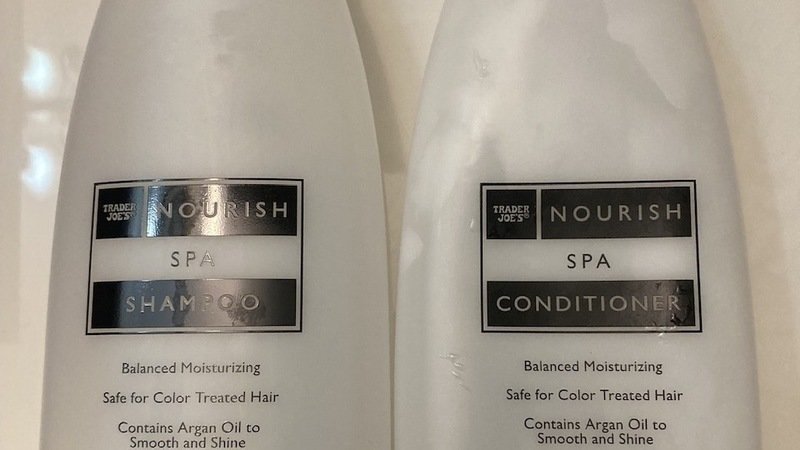 TRADER
JOE'S®
NOURISH
SPA
SHAMPOO
Balanced Moisturizing
Safe for Color Treated Hair
Contains Argan Oil to
Smooth and Shine
TRADER
JOE'S®
NOURISH
SPA
CONDITIONER
Balanced Moisturizing
Safe for Color Treated Hair
Contains Argan Oil to
Smooth and Shine